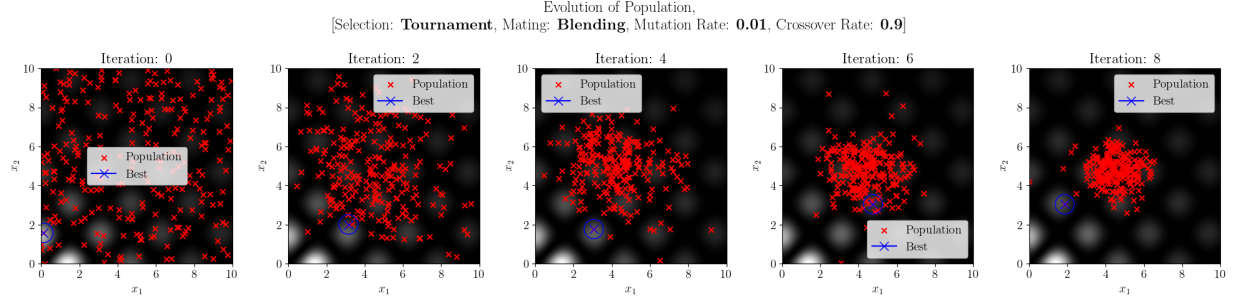 Evolution of Population,
[Selection: Tournament, Mating: Blending, Mutation Rate: 0.01, Crossover Rate: 0.9]
Iteration: 0
10
8
6
4
2
0
x2
Population
Best
0 2 4 6 8 10
x1
Iteration: 2
10
8
6
4
2
0
x2
Population
Best
0 2 4 6 8 10
x1
Iteration: 4
10
8
6
4
2
0
x2
Population
Best
0 2 4 6 8 10
x1
Iteration: 6
10
8
6
4
2
0
x2
Population
Best
0 2 4 6 8 10
x1
Iteration: 8
10
8
6
4
2
0
x2
Population
Best
0 2 4 6 8 10
x1